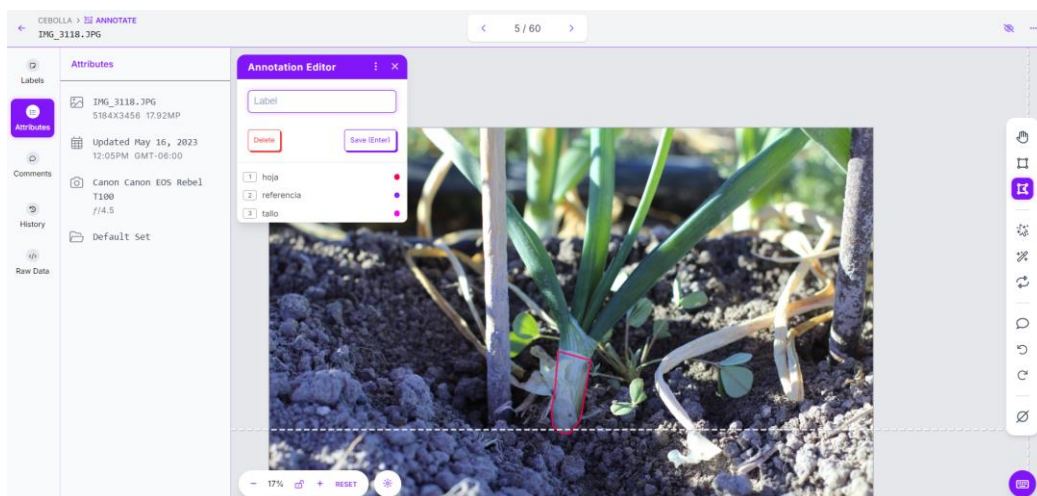 CEBOLLA > ANNOTATE
IMG_3118.JPG
5 / 60
Labels
Attributes
Comments
History
Raw Data
Attributes
IMG_3118.JPG
5184X3456 17.92MP
Updated May 16, 2023
12:05PM GMT-06:00
Canon Canon EOS Rebel
T100
ƒ/4.5
Default Set
Annotation Editor
Label
Delete
Save (Enter)
1 hoja
2 referencia
3 tallo
17%
RESET